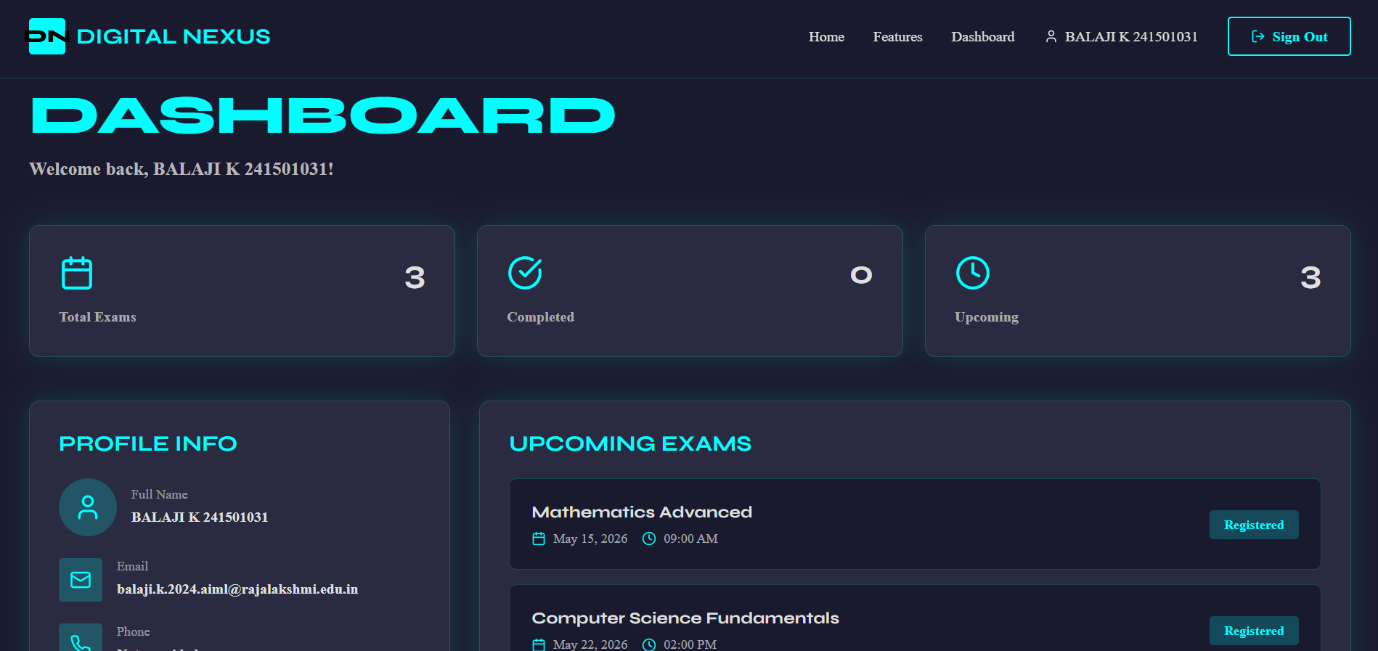 DN DIGITAL NEXUS
Home Features Dashboard BALAJI K 241501031 Sign Out
DASHBOARD
Welcome back, BALAJI K 241501031!
3
Total Exams
0
Completed
3
Upcoming
PROFILE INFO
Full Name
BALAJI K 241501031
Email
balaji.k.2024.aiml@rajalakshmi.edu.in
Phone
UPCOMING EXAMS
Mathematics Advanced
May 15, 2026 09:00 AM
Registered
Computer Science Fundamentals
May 22, 2026 02:00 PM
Registered